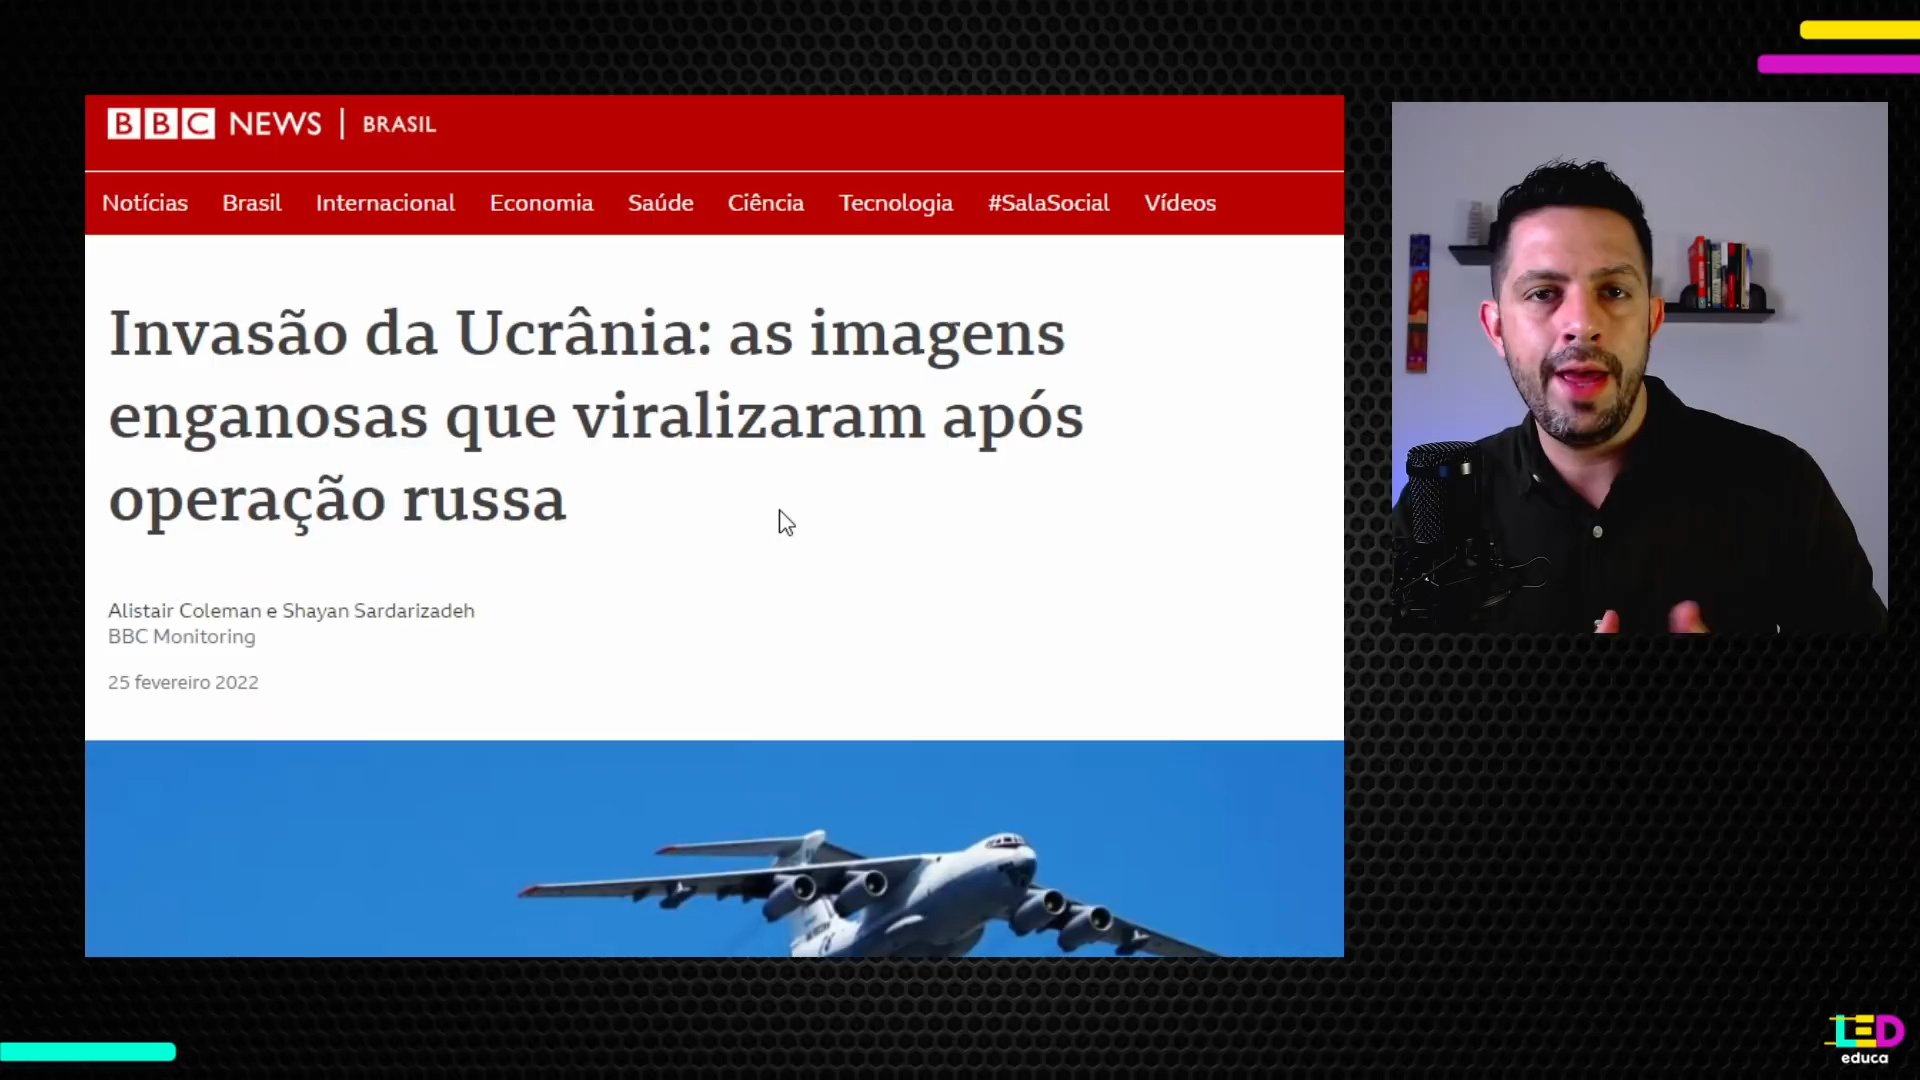 BBC NEWS | BRASIL
Notícias Brasil Internacional Economia Saúde Ciência Tecnologia #SalaSocial Vídeos
Invasão da Ucrânia: as imagens
enganosas que viralizaram após
operação russa
Alistair Coleman e Shayan Sardarizadeh
BBC Monitoring
25 fevereiro 2022
LED
educa